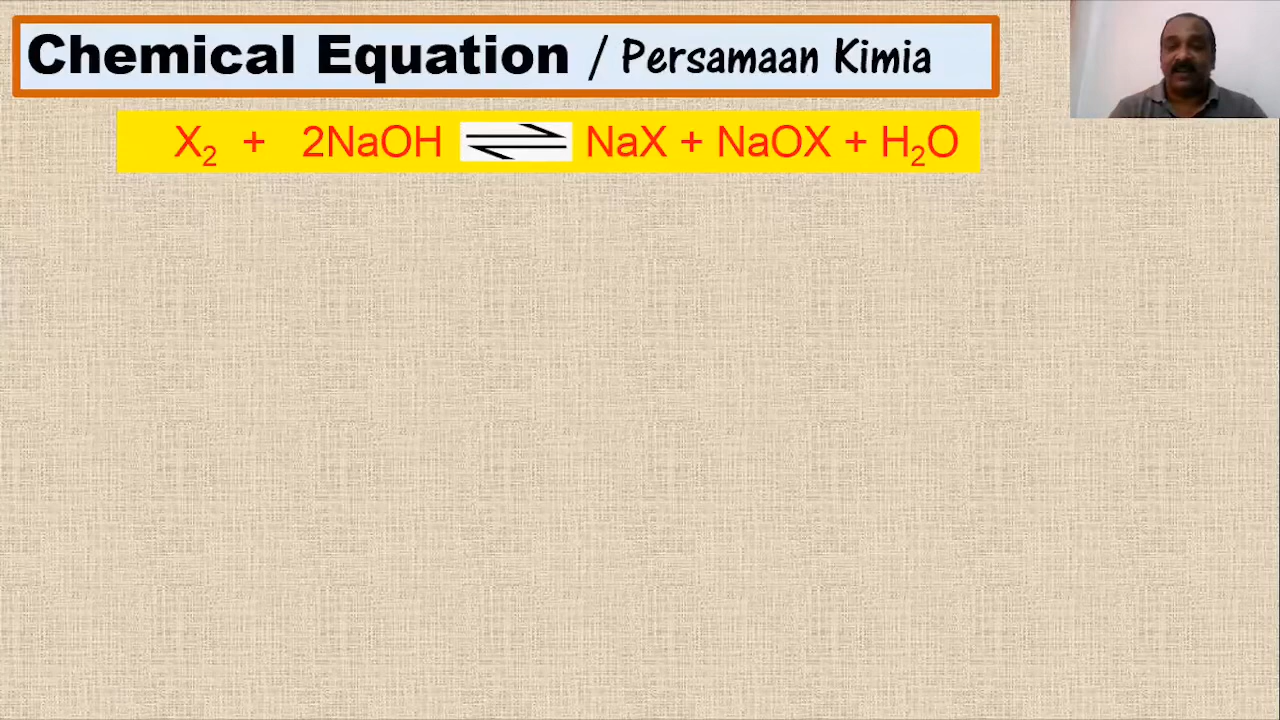 Chemical Equation / Persamaan Kimia
X₂ + 2NaOH ⇌ NaX + NaOX + H₂O